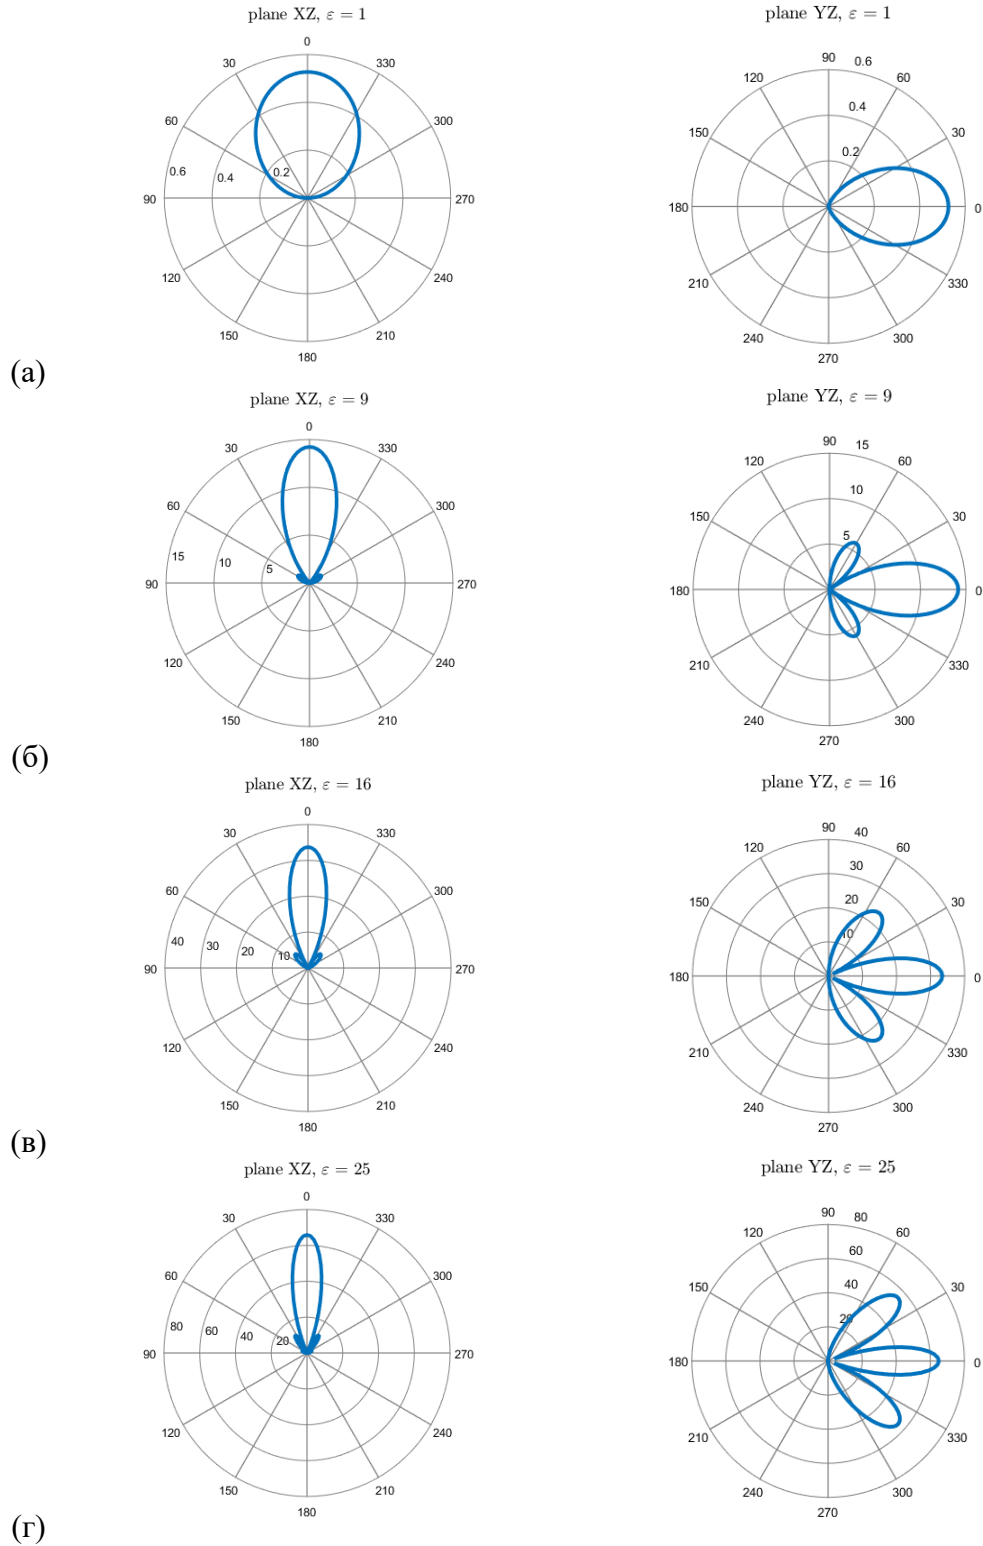 plane XZ, ε = 1
0
30 330
60 300
0.6 0.4 0.2
90 270
120 240
150 210
180
plane YZ, ε = 1
90 0.6
120 60
0.4
150 0.2 30
180 0
210 330
240 300
270
(а)
plane XZ, ε = 9
0
30 330
60 300
15 10 5
90 270
120 240
150 210
180
plane YZ, ε = 9
90 15
120 60
10
150 5 30
180 0
210 330
240 300
270
(б)
plane XZ, ε = 16
0
30 330
60 300
40 30 20 10
90 270
120 240
150 210
180
plane YZ, ε = 16
90 40
120 60
30
150 20 30
10
180 0
210 330
240 300
270
(в)
plane XZ, ε = 25
0
30 330
60 300
80 60 40 20
90 270
120 240
150 210
180
plane YZ, ε = 25
90 80
120 60
60
150 40 30
20
180 0
210 330
240 300
270
(г)